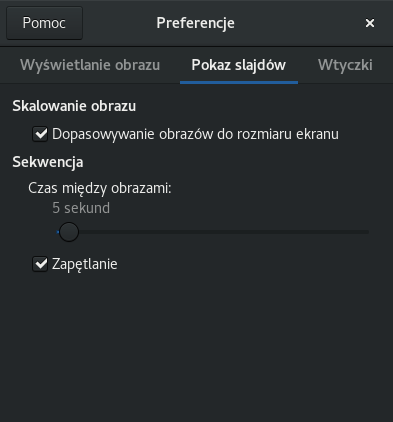 Pomoc
Preferencje
Wyświetlanie obrazu
Pokaz slajdów
Wtyczki
Skalowanie obrazu
Dopasowywanie obrazów do rozmiaru ekranu
Sekwencja
Czas między obrazami:
5 sekund
Zapętlanie